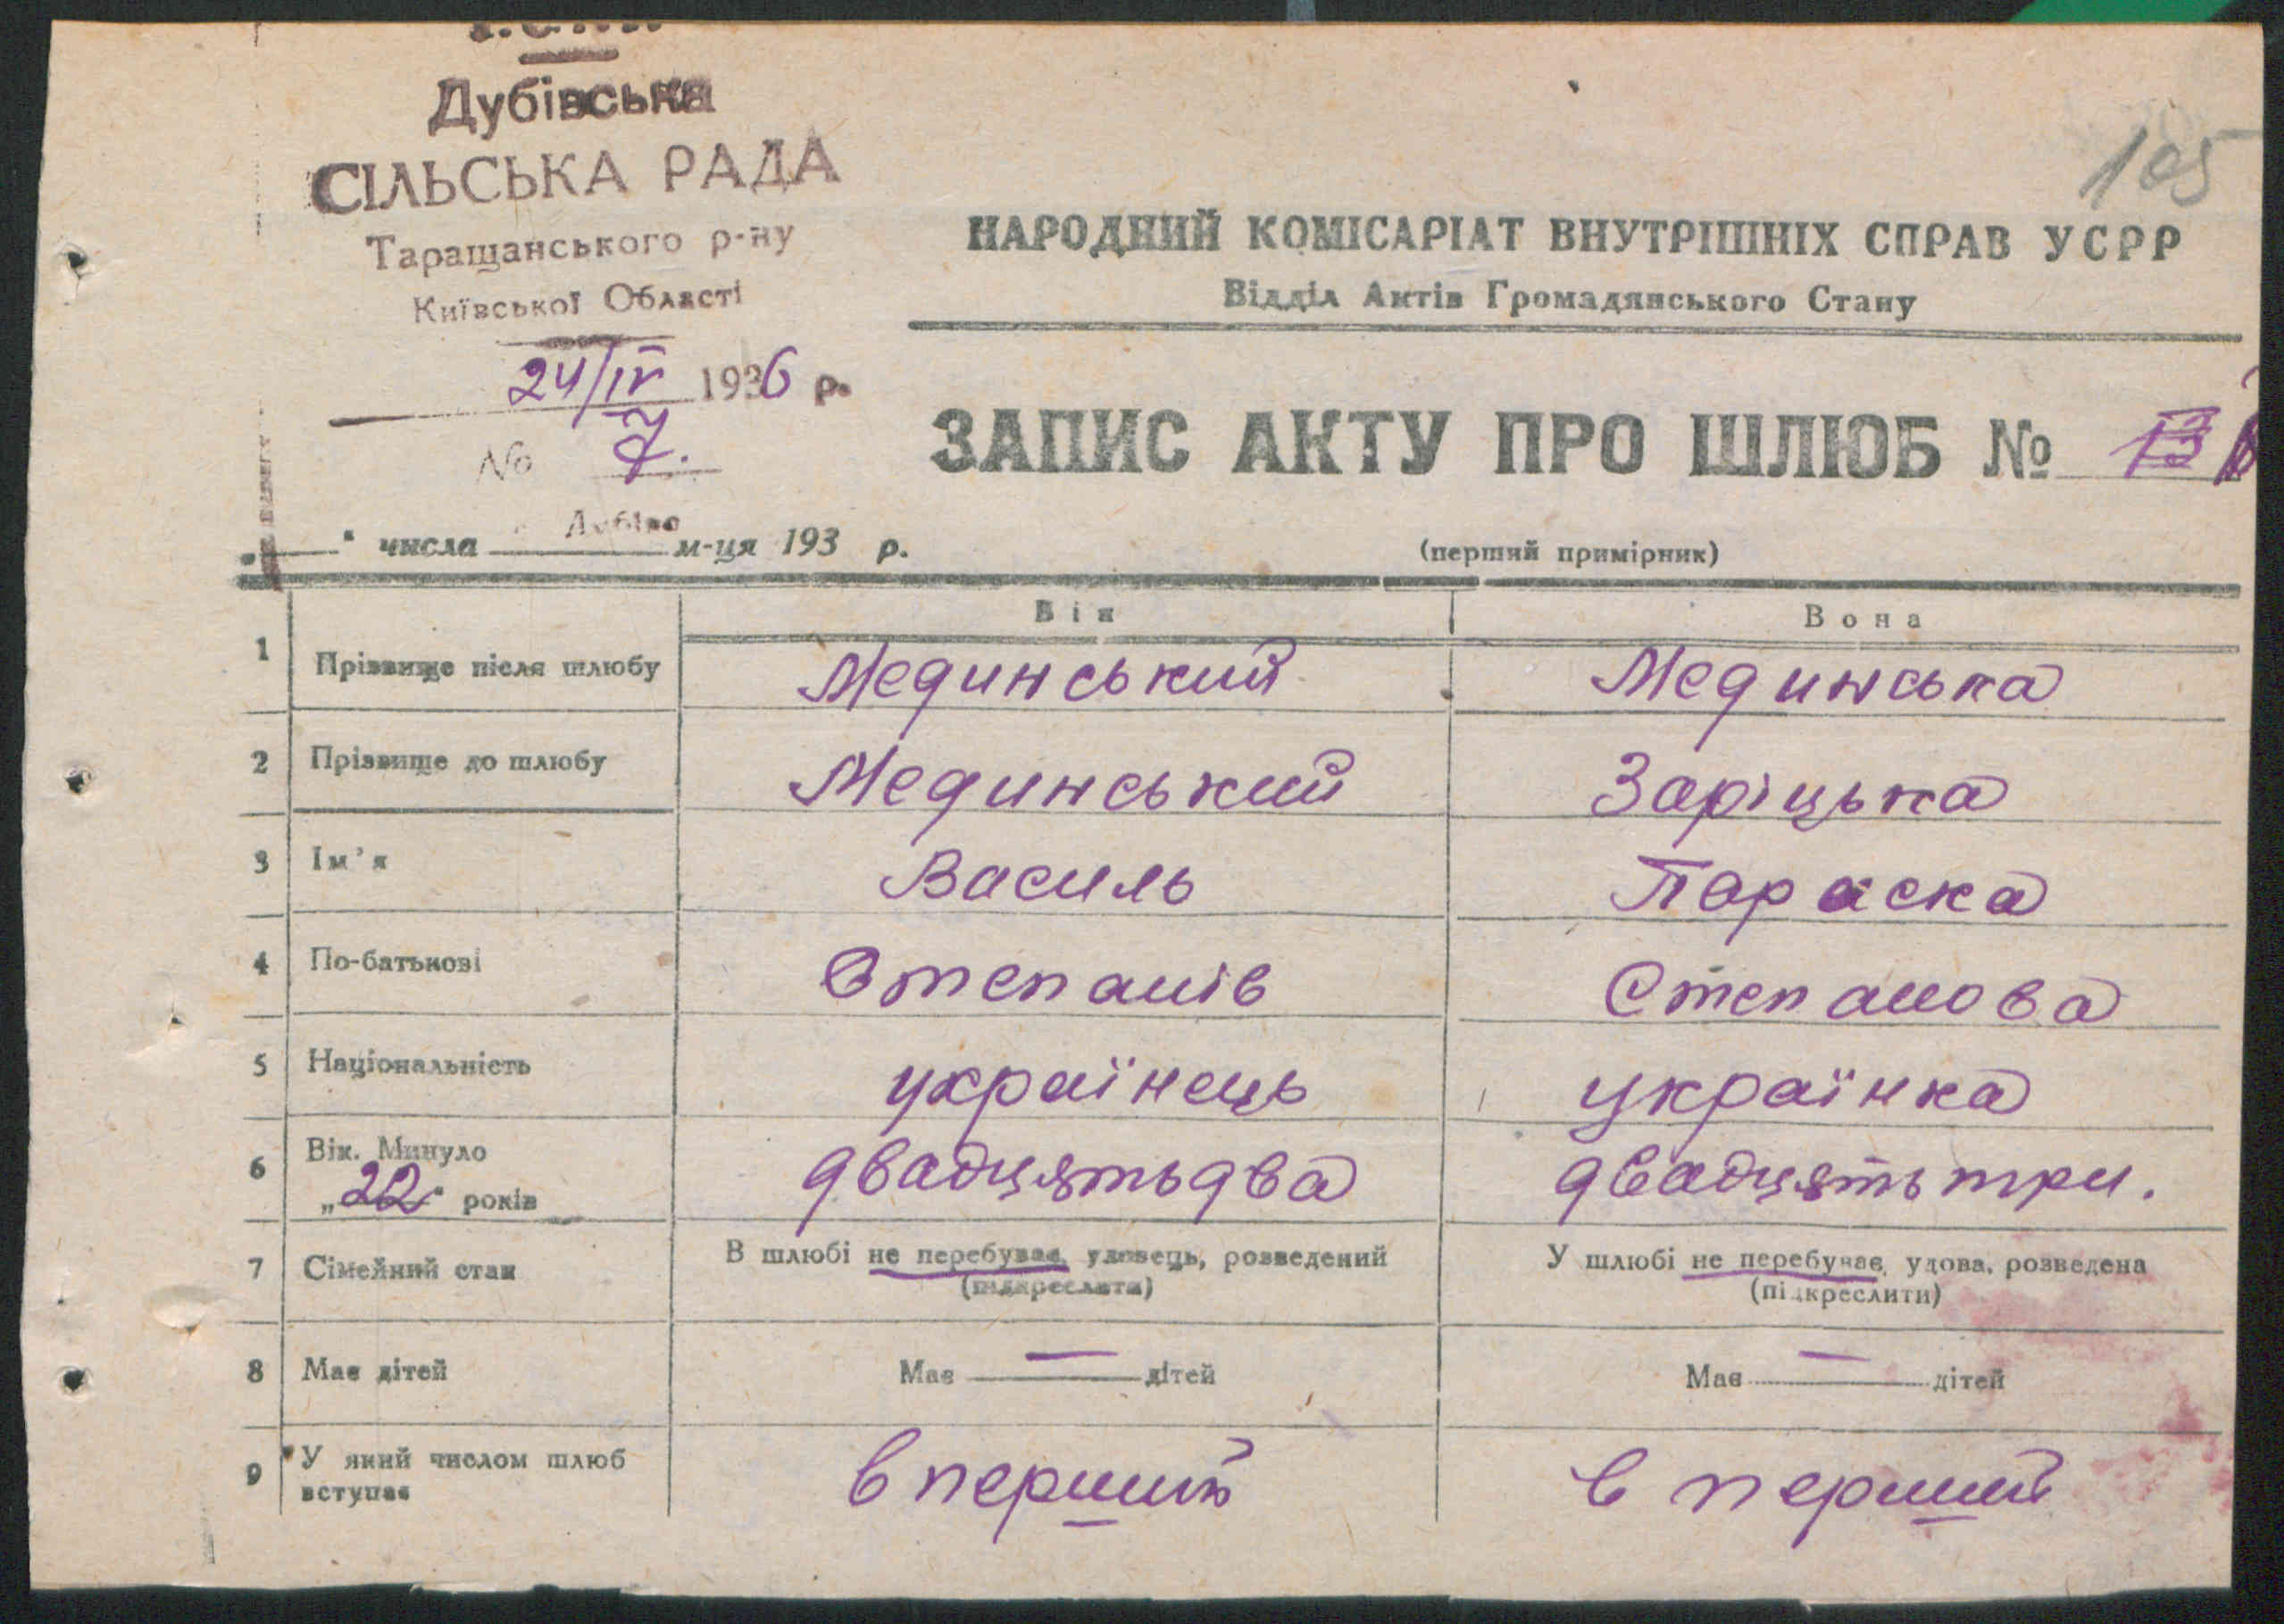 Дубівська
СІЛЬСЬКА РАДА
Таращанського р-ну
Київської Області
24/IV 1936 р.
No 7.
105
НАРОДНИЙ КОМІСАРІАТ ВНУТРІШНІХ СПРАВ УСРР
Відділ Актів Громадянського Стану
ЗАПИС АКТУ ПРО ШЛЮБ №
" числа м-ця 193 р.
(перший примірник)
Він Вона
1 Прізвище після шлюбу Мединський Мединська
2 Прізвище до шлюбу Мединський Заріцька
3 Ім'я Василь Параска
4 По-батькові Степанів Степанова
5 Національність українець українка
6 Вік. Минуло „22" років двадцятьдва двадцять три.
7 Сімейний стан В шлюбі не перебуває, удовець, розведений У шлюбі не перебуває, удова, розведена
(підкреслити) (підкреслити)
8 Має дітей Має — дітей Має — дітей
9 У який числом шлюб вперший в перший
вступає